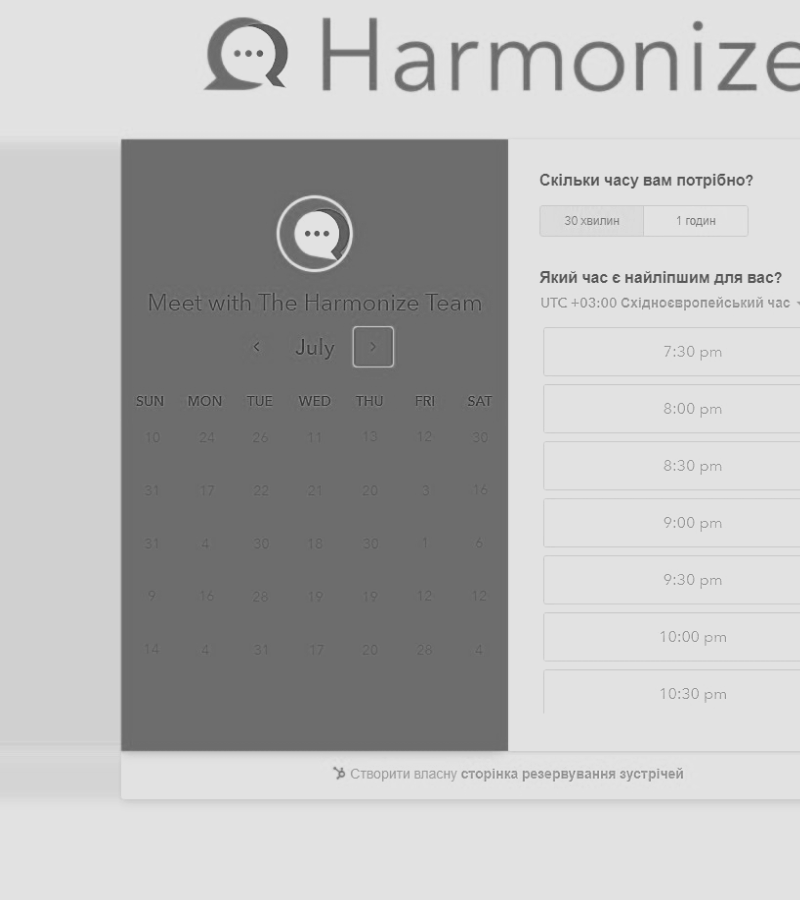 Harmonize
Meet with The Harmonize Team
July
SUN MON TUE WED THU FRI SAT
10 24 26 11 13 12 30
31 17 22 21 20 3 16
31 4 30 18 30 1 6
9 16 28 19 19 12 12
14 4 31 17 20 28 4
Скільки часу вам потрібно?
30 хвилин 1 годин
Який час є найліпшим для вас?
UTC +03:00 Східноєвропейський час
7:30 pm
8:00 pm
8:30 pm
9:00 pm
9:30 pm
10:00 pm
10:30 pm
Створити власну сторінка резервування зустрічей